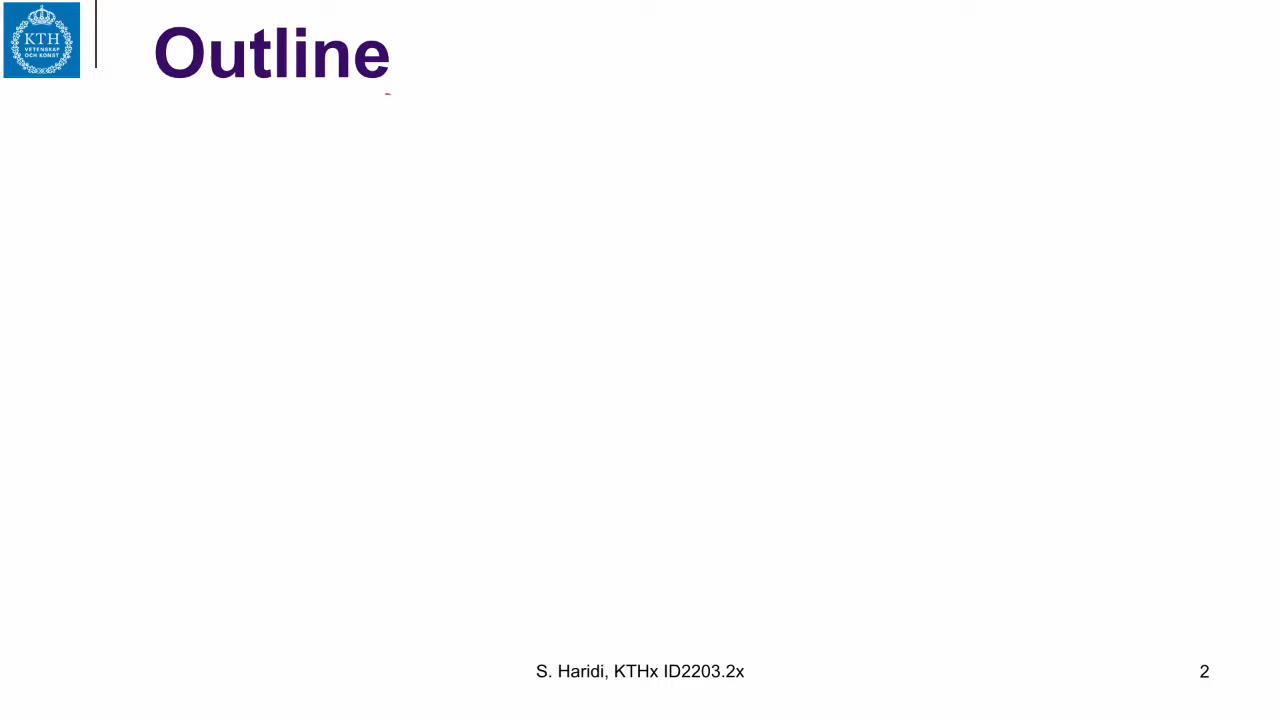 KTH
VETENSKAP
OCH KONST
Outline
S. Haridi, KTHx ID2203.2x
2